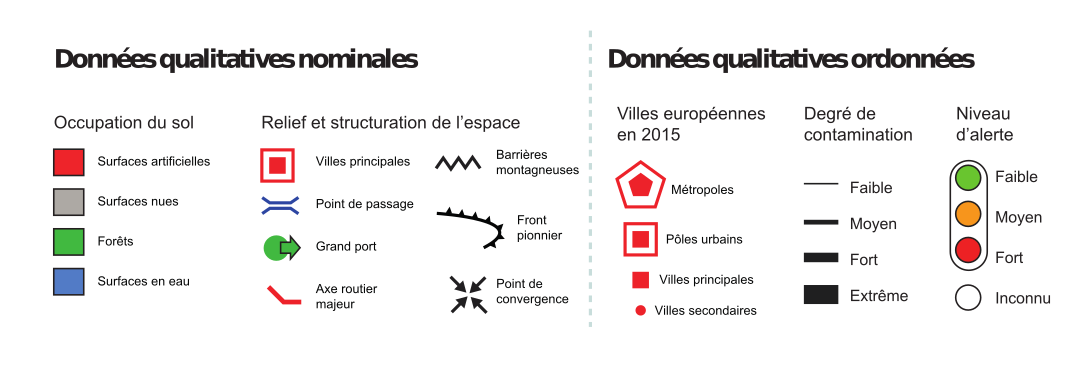 Données qualitatives nominales
Occupation du sol
Surfaces artificielles
Surfaces nues
Forêts
Surfaces en eau
Relief et structuration de l'espace
Villes principales
Point de passage
Grand port
Axe routier
majeur
Barrières
montagneuses
Front
pionnier
Point de
convergence
Données qualitatives ordonnées
Villes européennes
en 2015
Métropoles
Pôles urbains
Villes principales
Villes secondaires
Degré de
contamination
Faible
Moyen
Fort
Extrême
Niveau
d'alerte
Faible
Moyen
Fort
Inconnu